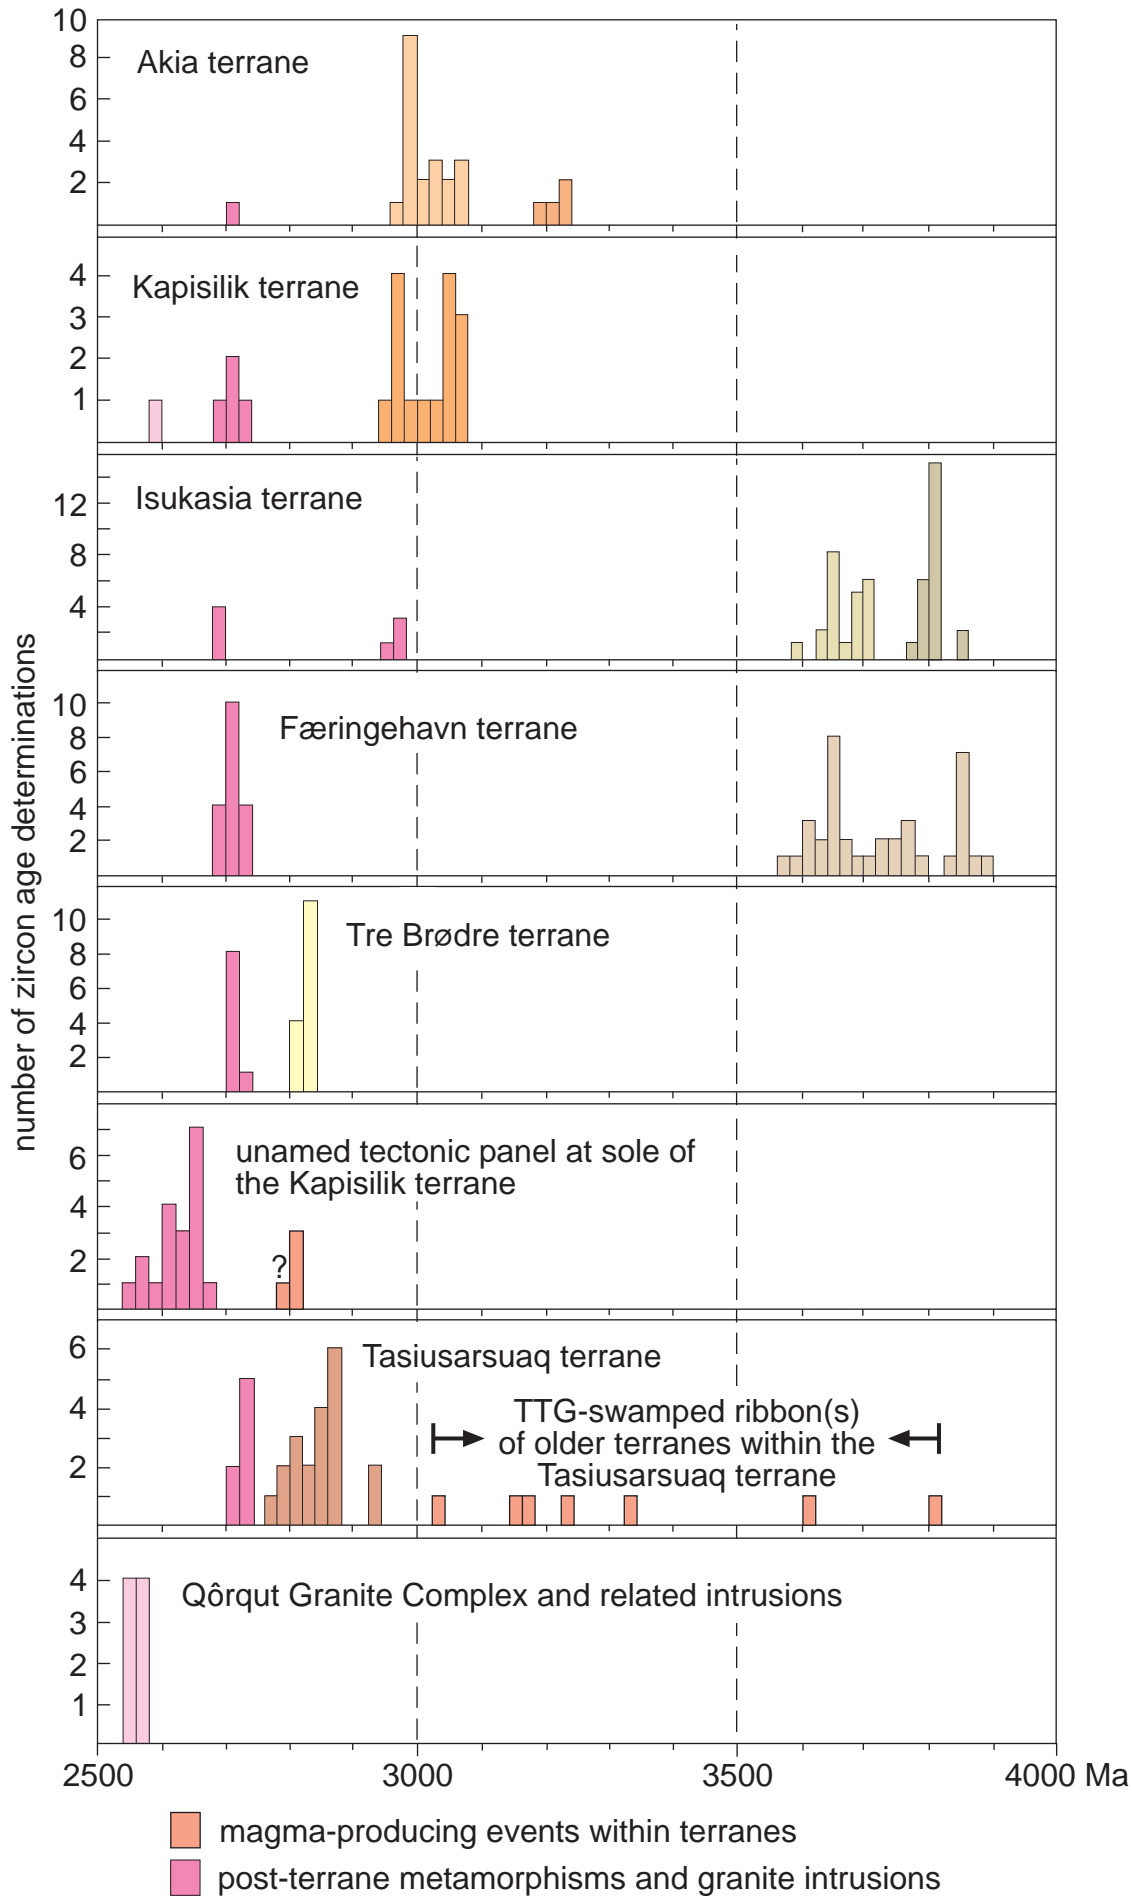 10
8
6
4
2
Akia terrane
4
3
2
1
Kapisilik terrane
12
8
4
Isukasia terrane
number of zircon age determinations
10
8
6
4
2
Færingehavn terrane
10
8
6
4
2
Tre Brødre terrane
6
4
2
unamed tectonic panel at sole of
the Kapisilik terrane
?
6
4
2
Tasiusarsuaq terrane
TTG-swamped ribbon(s)
of older terranes within the
Tasiusarsuaq terrane
4
3
2
1
Qôrqut Granite Complex and related intrusions
2500 3000 3500 4000 Ma
magma-producing events within terranes
post-terrane metamorphisms and granite intrusions